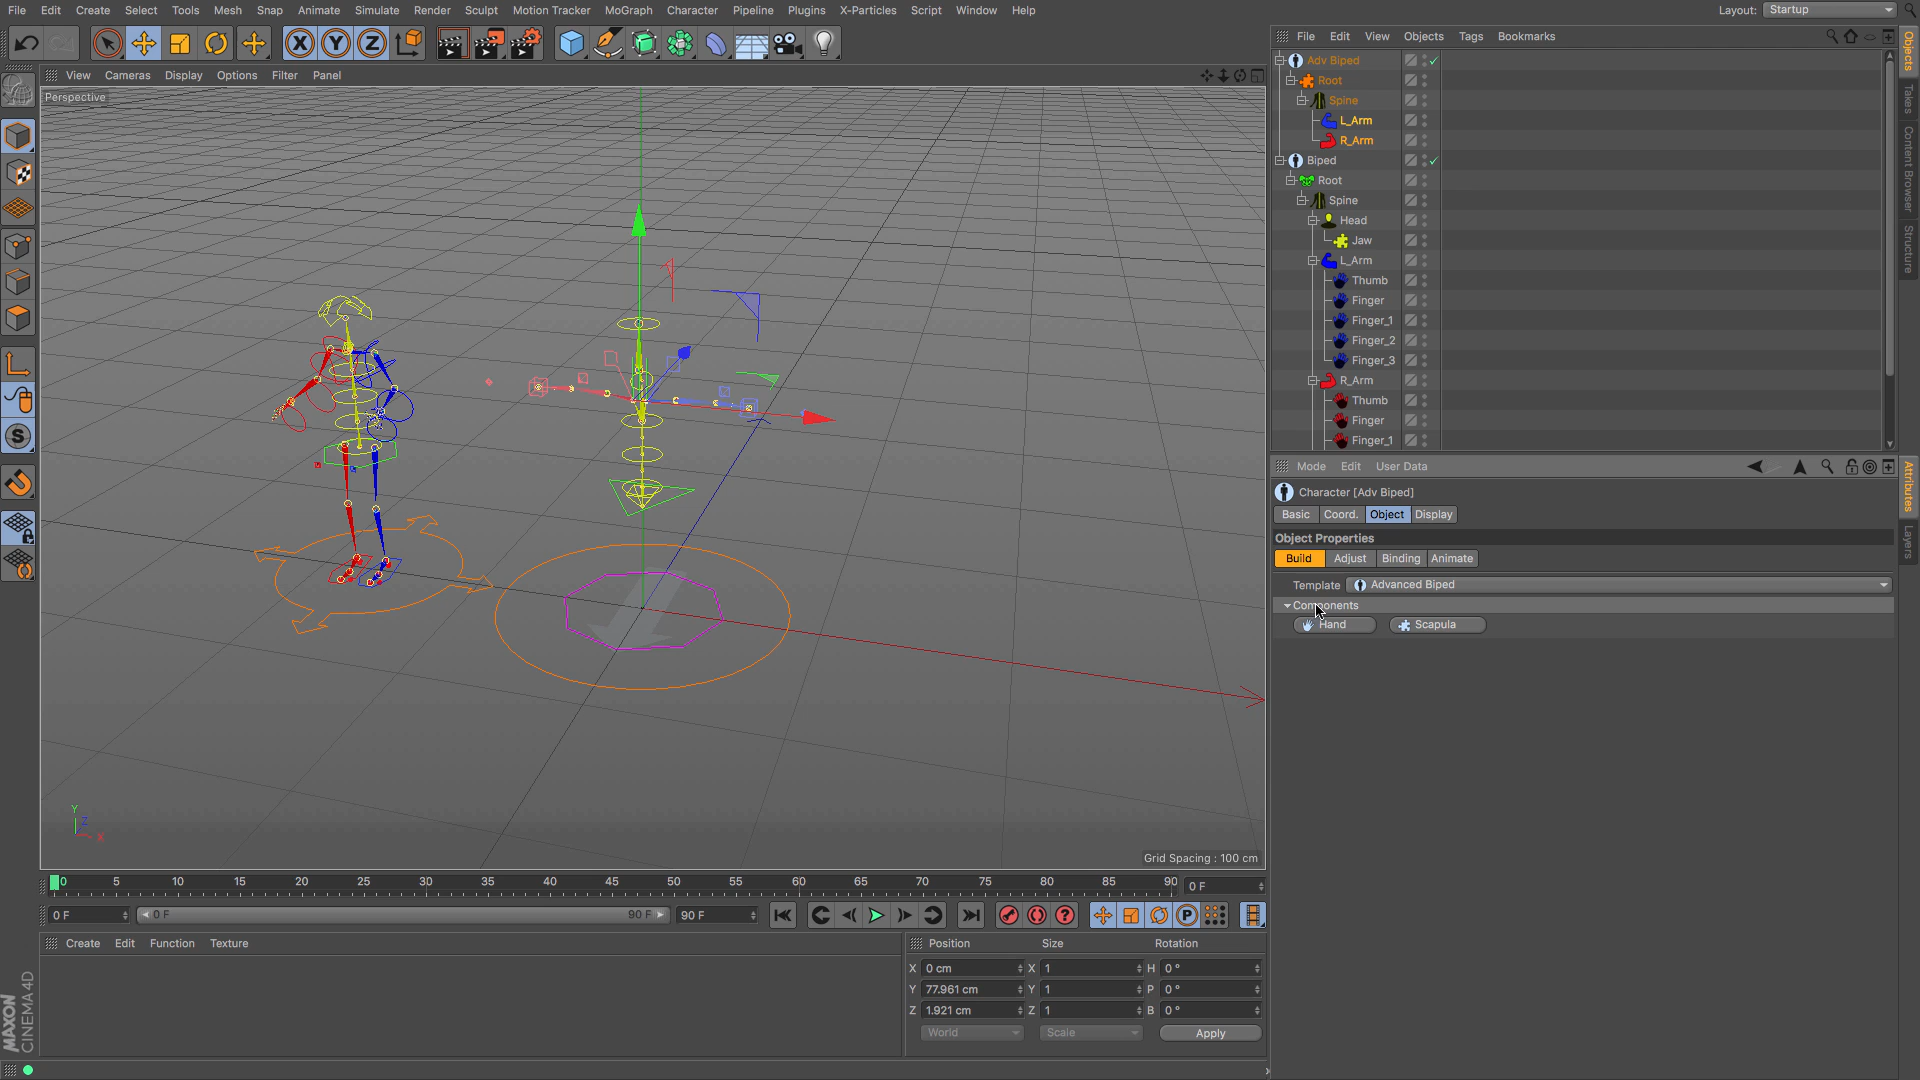 File Edit Create Select Tools Mesh Snap Animate Simulate Render Sculpt Motion Tracker MoGraph Character Pipeline Plugins X-Particles Script Window Help Layout: Startup
X Y Z
File Edit View Objects Tags Bookmarks
View Cameras Display Options Filter Panel
Perspective
Adv Biped
Root
Spine
L_Arm
R_Arm
Biped
Root
Spine
Head
Jaw
L_Arm
Thumb
Finger
Finger_1
Finger_2
Finger_3
R_Arm
Thumb
Finger
Finger_1
Objects
Takes
Content Browser
Structure
Mode Edit User Data
Character [Adv Biped]
Basic Coord. Object Display
Object Properties
Build Adjust Binding Animate
Template Advanced Biped
Components
Hand Scapula
Attributes
Layers
S
Y
Z
X
Grid Spacing : 100 cm
0 5 10 15 20 25 30 35 40 45 50 55 60 65 70 75 80 85 90 0 F
0 F 0 F 90 F 90 F P
Create Edit Function Texture
Position Size Rotation
X 0 cm X 1 H 0 °
Y 77.961 cm Y 1 P 0 °
Z 1.921 cm Z 1 B 0 °
World Scale Apply
MAXON
CINEMA 4D